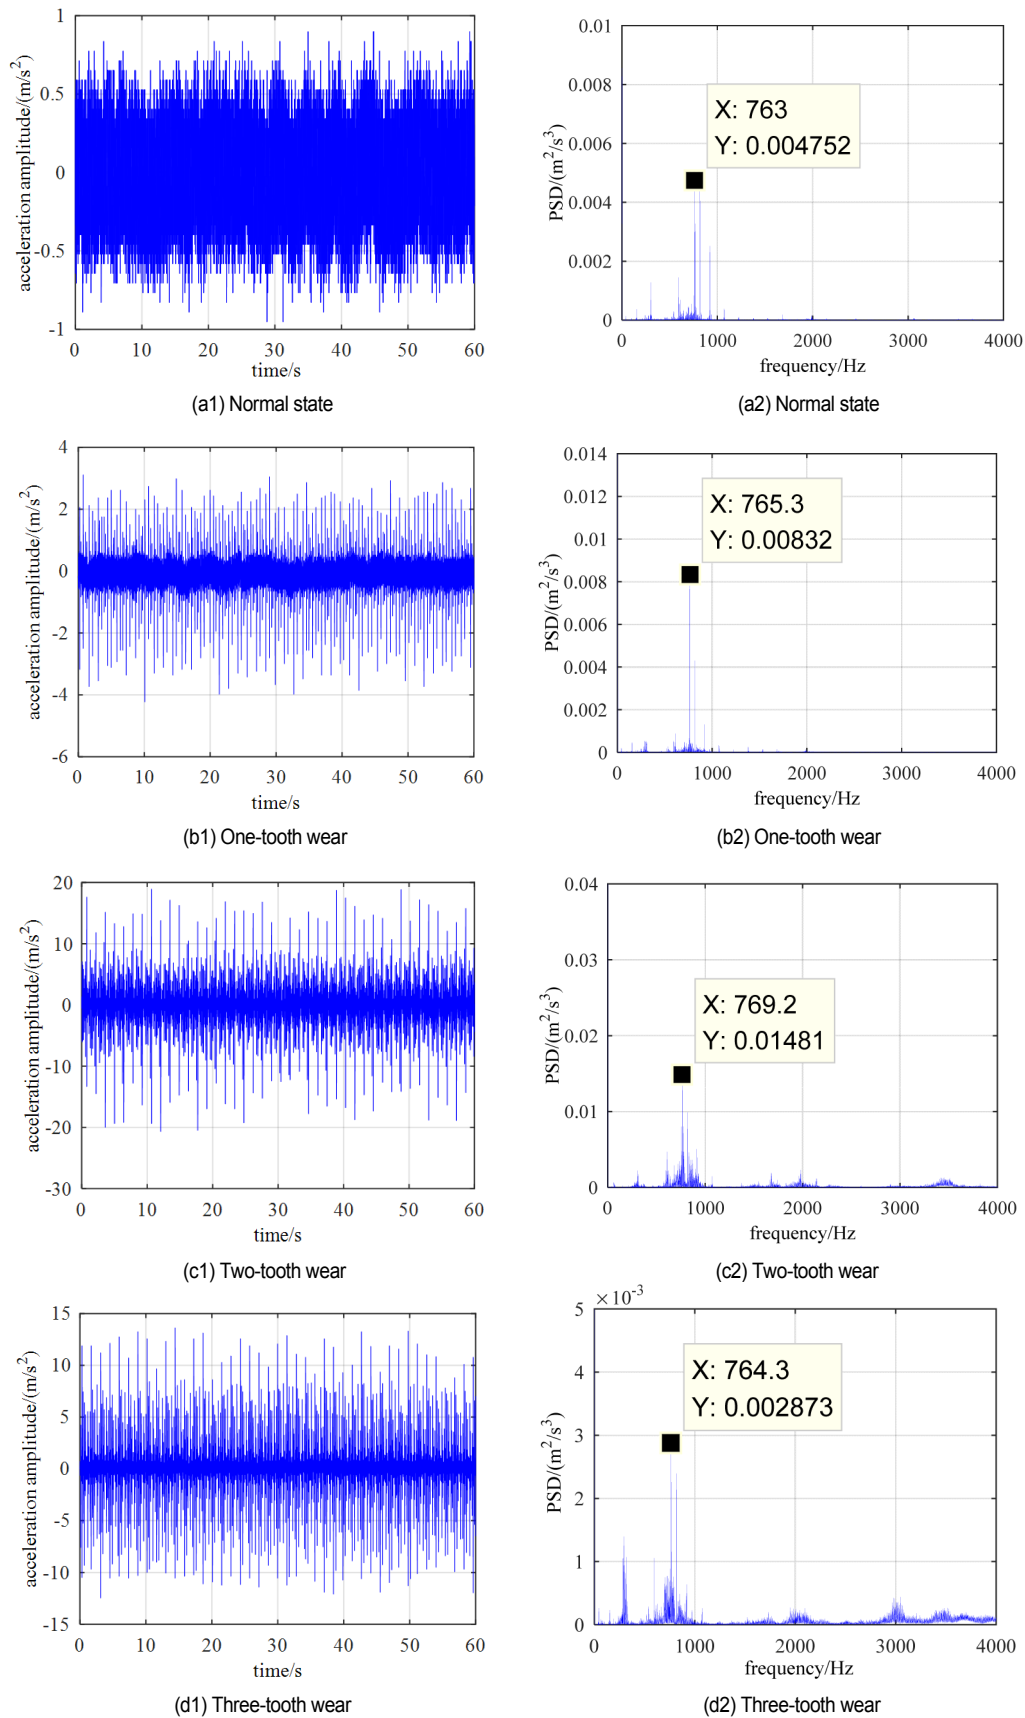 1
0.5
0
-0.5
-1
acceleration amplitude/(m/s²)
0 10 20 30 40 50 60
time/s
(a1) Normal state
0.01
0.008
0.006
0.004
0.002
0
PSD/(m²/s³)
X: 763
Y: 0.004752
0 1000 2000 3000 4000
frequency/Hz
(a2) Normal state
4
2
0
-2
-4
-6
acceleration amplitude/(m/s²)
0 10 20 30 40 50 60
time/s
(b1) One-tooth wear
0.014
0.012
0.01
0.008
0.006
0.004
0.002
0
PSD/(m²/s³)
X: 765.3
Y: 0.00832
0 1000 2000 3000 4000
frequency/Hz
(b2) One-tooth wear
20
10
0
-10
-20
-30
acceleration amplitude/(m/s²)
0 10 20 30 40 50 60
time/s
(c1) Two-tooth wear
0.04
0.03
0.02
0.01
0
PSD/(m²/s³)
X: 769.2
Y: 0.01481
0 1000 2000 3000 4000
frequency/Hz
(c2) Two-tooth wear
15
10
5
0
-5
-10
-15
acceleration amplitude/(m/s²)
0 10 20 30 40 50 60
time/s
(d1) Three-tooth wear
×10⁻³
5
4
3
2
1
0
PSD/(m²/s³)
X: 764.3
Y: 0.002873
0 1000 2000 3000 4000
frequency/Hz
(d2) Three-tooth wear